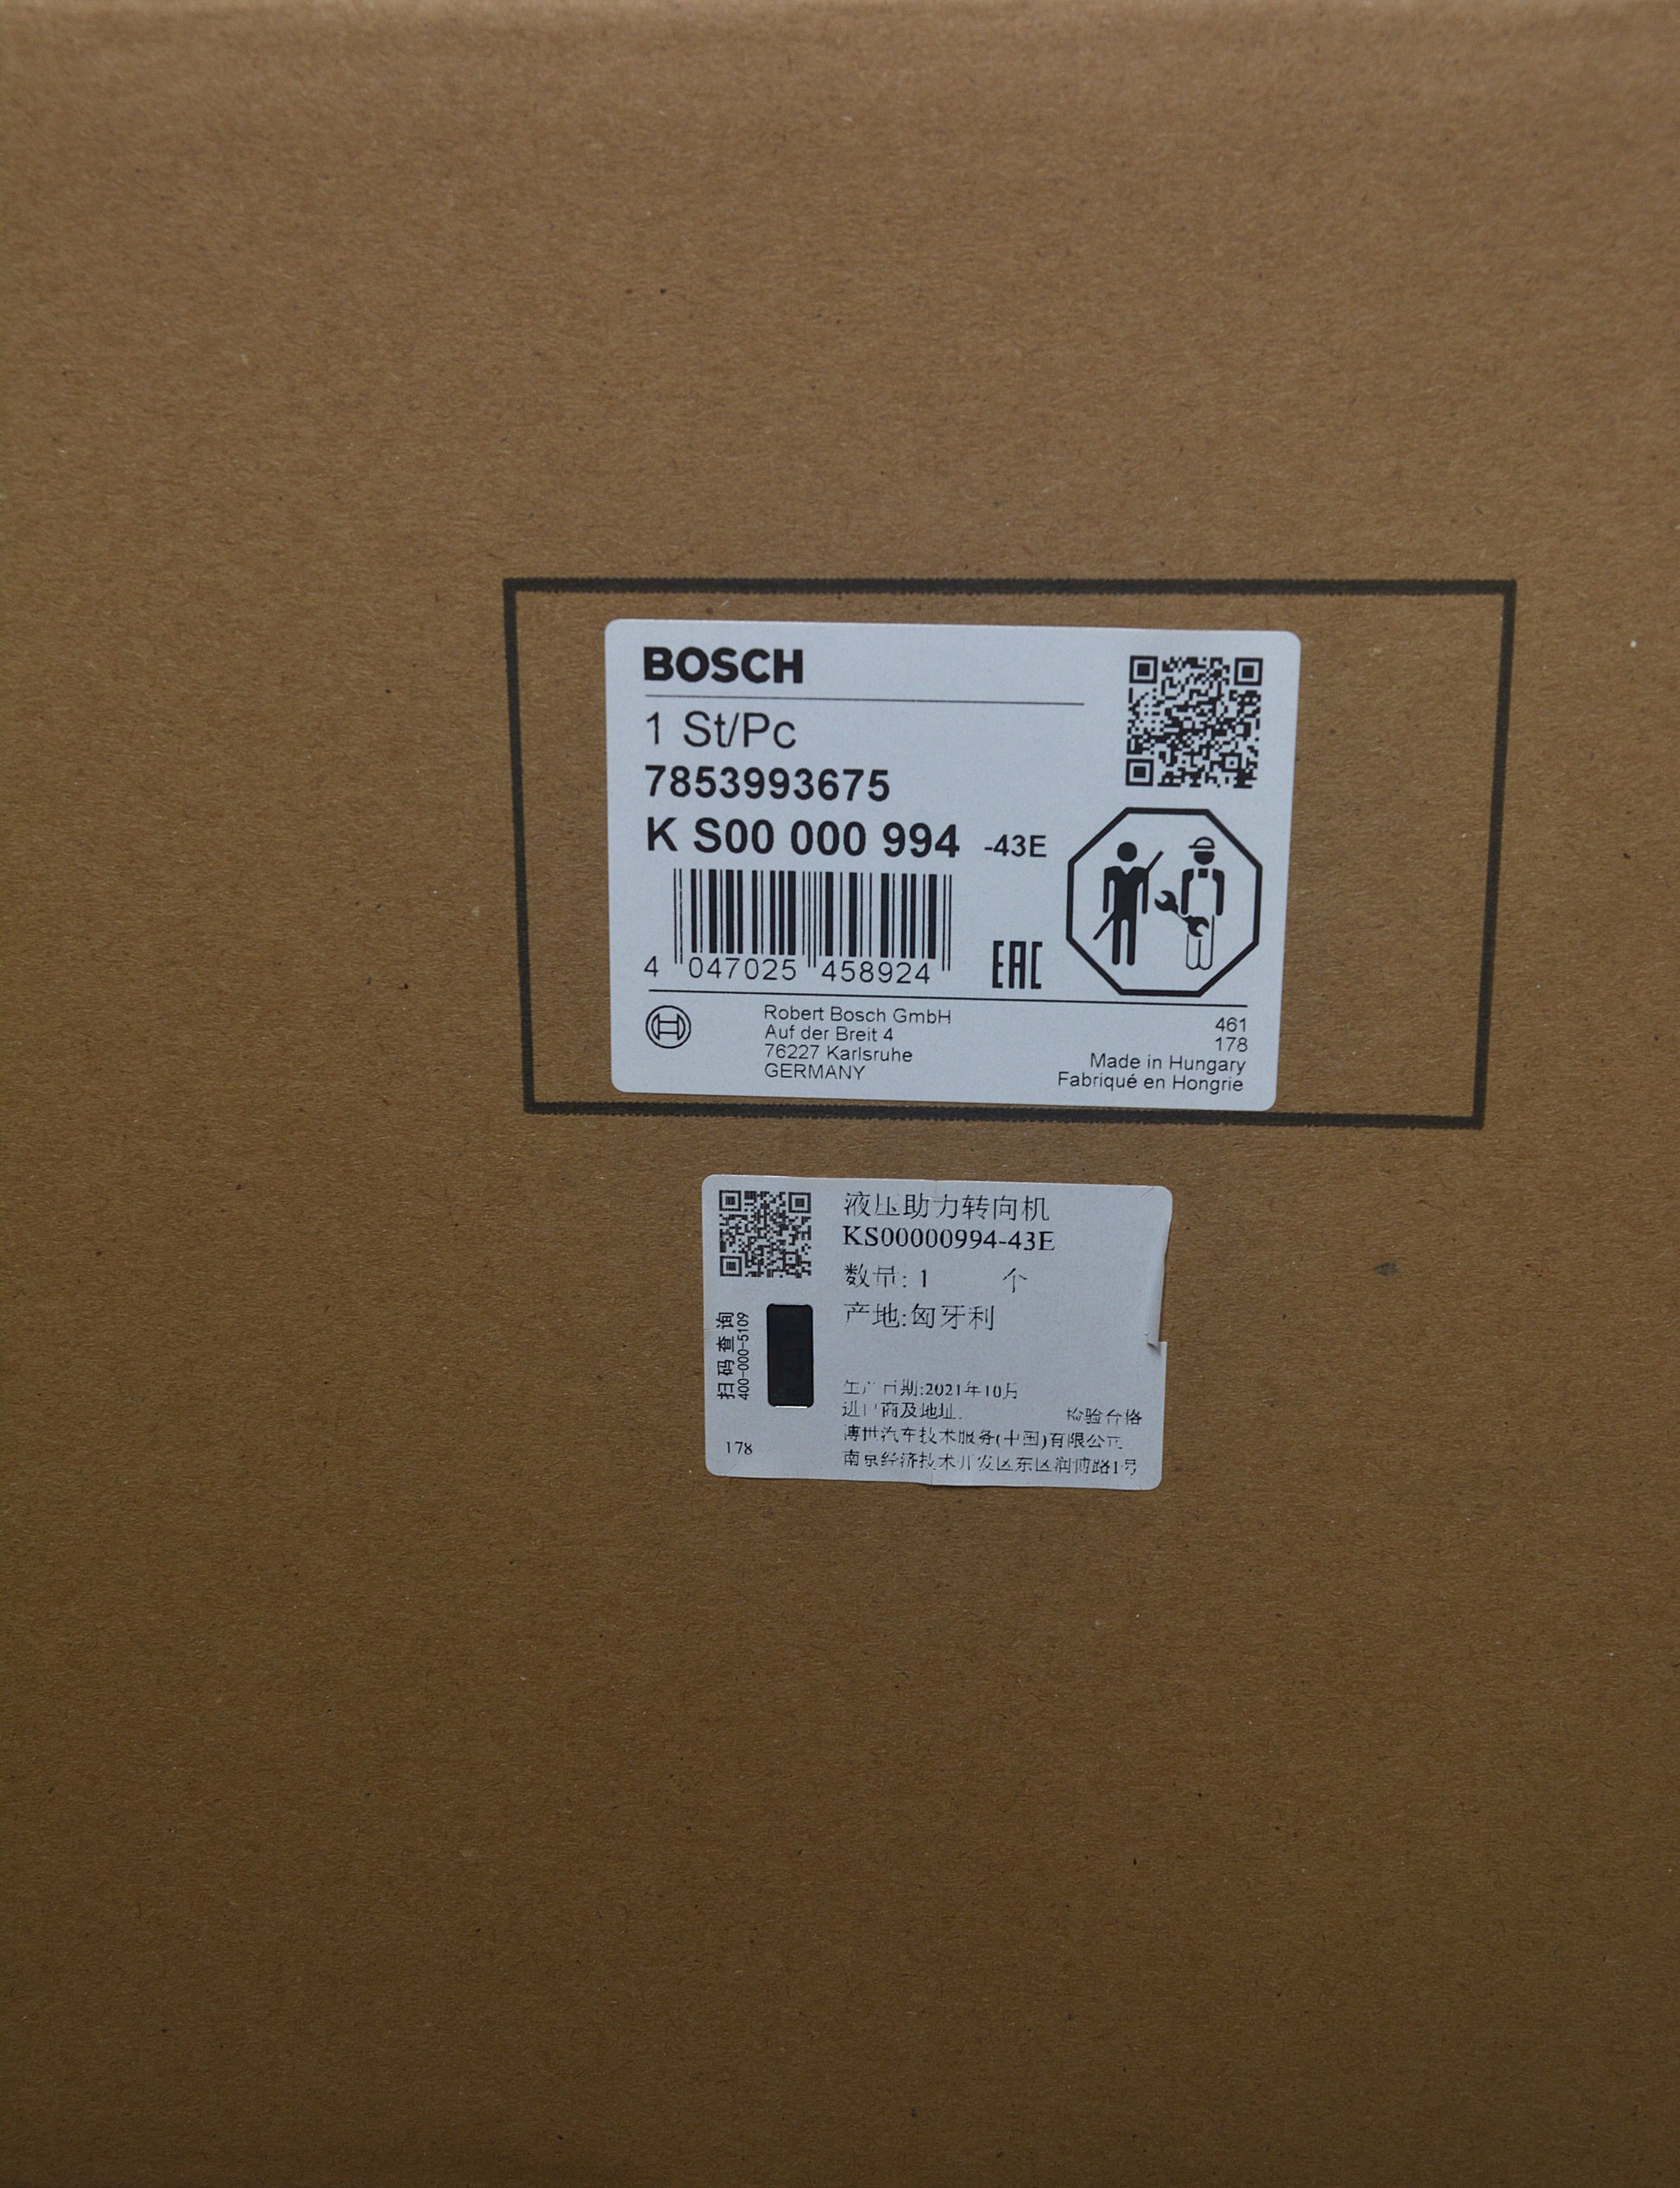 BOSCH
1 St/Pc
7853993675
K S00 000 994 -43E
4 047025 458924
EAC
Robert Bosch GmbH
Auf der Breit 4
76227 Karlsruhe
GERMANY
461
178
Made in Hungary
Fabriqué en Hongrie
液压助力转向机
KS00000994-43E
数量: 1 个
产地:匈牙利
扫码查询
400-000-5109
生产日期:2021年10月
进口商及地址.
检验合格
博世汽车技术服务(中国)有限公司
南京经济技术开发区东区润博路1号
178